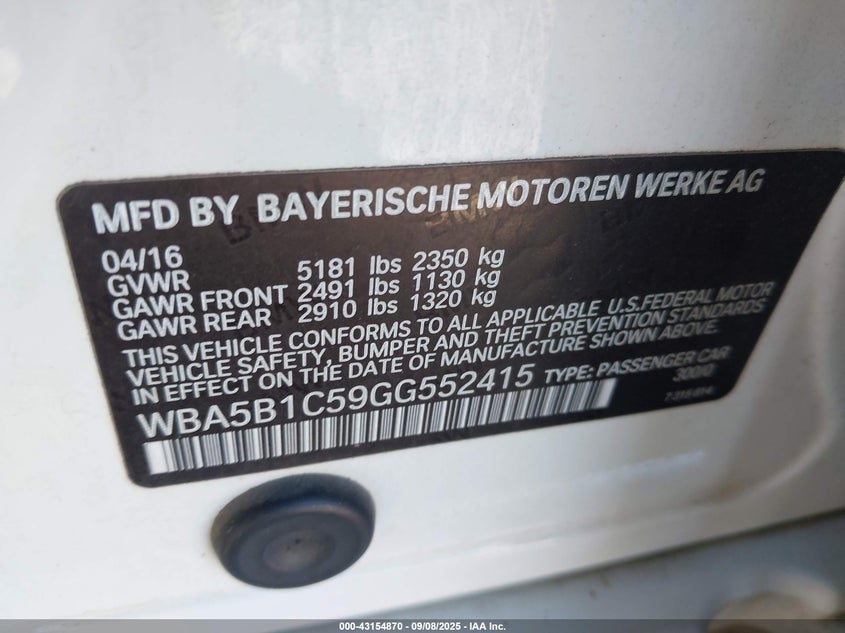 MFD BY BAYERISCHE MOTOREN WERKE AG
04/16
GVWR 5181 lbs 2350 kg
GAWR FRONT 2491 lbs 1130 kg
GAWR REAR 2910 lbs 1320 kg
THIS VEHICLE CONFORMS TO ALL APPLICABLE U.S.FEDERAL MOTOR
VEHICLE SAFETY, BUMPER AND THEFT PREVENTION STANDARDS
IN EFFECT ON THE DATE OF MANUFACTURE SHOWN ABOVE.
WBA5B1C59GG552415 TYPE: PASSENGER CAR
300/0
000-43154870 - 09/08/2025 - IAA Inc.